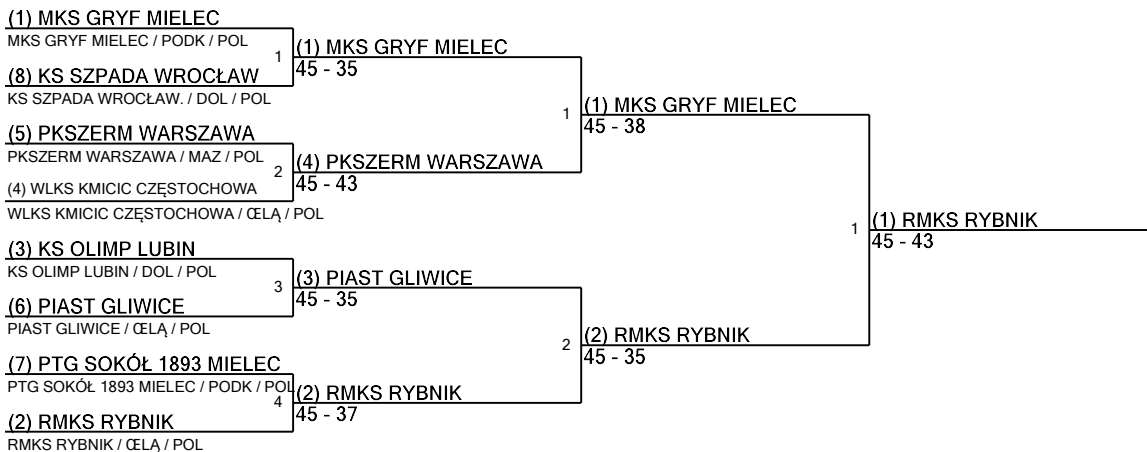 (1) MKS GRYF MIELEC
MKS GRYF MIELEC / PODK / POL
(8) KS SZPADA WROCŁAW
KS SZPADA WROCŁAW. / DOL / POL
(5) PKSZERM WARSZAWA
PKSZERM WARSZAWA / MAZ / POL
(4) WLKS KMICIC CZĘSTOCHOWA
WLKS KMICIC CZĘSTOCHOWA / ŒLĄ / POL
(3) KS OLIMP LUBIN
KS OLIMP LUBIN / DOL / POL
(6) PIAST GLIWICE
PIAST GLIWICE / ŒLĄ / POL
(7) PTG SOKÓŁ 1893 MIELEC
PTG SOKÓŁ 1893 MIELEC / PODK / POL
(2) RMKS RYBNIK
RMKS RYBNIK / ŒLĄ / POL
1
(1) MKS GRYF MIELEC
45 - 35
2
(4) PKSZERM WARSZAWA
45 - 43
3
(3) PIAST GLIWICE
45 - 35
4
(2) RMKS RYBNIK
45 - 37
1
(1) MKS GRYF MIELEC
45 - 38
2
(2) RMKS RYBNIK
45 - 35
1
(1) RMKS RYBNIK
45 - 43